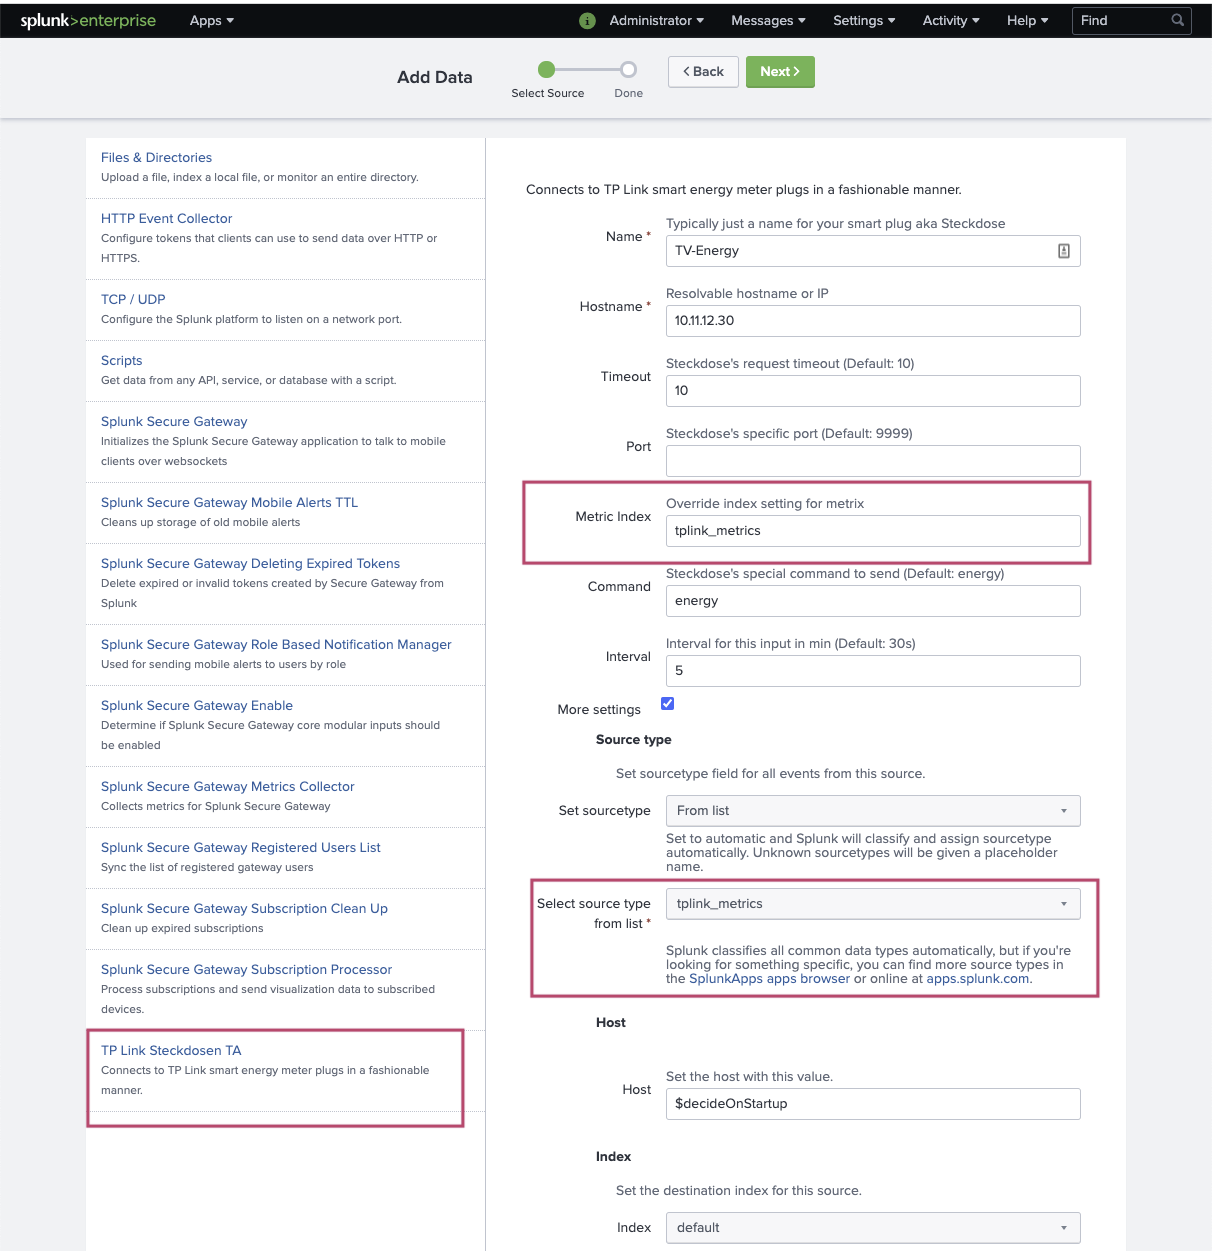 splunk>enterprise Apps Administrator Messages Settings Activity Help Find
Add Data
Select Source
Done
Back
Next
Files & Directories
Upload a file, index a local file, or monitor an entire directory.
HTTP Event Collector
Configure tokens that clients can use to send data over HTTP or
HTTPS.
TCP / UDP
Configure the Splunk platform to listen on a network port.
Scripts
Get data from any API, service, or database with a script.
Splunk Secure Gateway
Initializes the Splunk Secure Gateway application to talk to mobile
clients over websockets
Splunk Secure Gateway Mobile Alerts TTL
Cleans up storage of old mobile alerts
Splunk Secure Gateway Deleting Expired Tokens
Delete expired or invalid tokens created by Secure Gateway from
Splunk
Splunk Secure Gateway Role Based Notification Manager
Used for sending mobile alerts to users by role
Splunk Secure Gateway Enable
Determine if Splunk Secure Gateway core modular inputs should
be enabled
Splunk Secure Gateway Metrics Collector
Collects metrics for Splunk Secure Gateway
Splunk Secure Gateway Registered Users List
Sync the list of registered gateway users
Splunk Secure Gateway Subscription Clean Up
Clean up expired subscriptions
Splunk Secure Gateway Subscription Processor
Process subscriptions and send visualization data to subscribed
devices.
TP Link Steckdosen TA
Connects to TP Link smart energy meter plugs in a fashionable
manner.
Connects to TP Link smart energy meter plugs in a fashionable manner.
Typically just a name for your smart plug aka Steckdose
Name *
TV-Energy
Resolvable hostname or IP
Hostname *
10.11.12.30
Steckdose's request timeout (Default: 10)
Timeout
10
Steckdose's specific port (Default: 9999)
Port
Override index setting for metrix
Metric Index
tplink_metrics
Steckdose's special command to send (Default: energy)
Command
energy
Interval for this input in min (Default: 30s)
Interval
5
More settings
Source type
Set sourcetype field for all events from this source.
Set sourcetype
From list
Set to automatic and Splunk will classify and assign sourcetype
automatically. Unknown sourcetypes will be given a placeholder
name.
Select source type
from list *
tplink_metrics
Splunk classifies all common data types automatically, but if you're
looking for something specific, you can find more source types in
the SplunkApps apps browser or online at apps.splunk.com.
Host
Set the host with this value.
Host
$decideOnStartup
Index
Set the destination index for this source.
Index
default